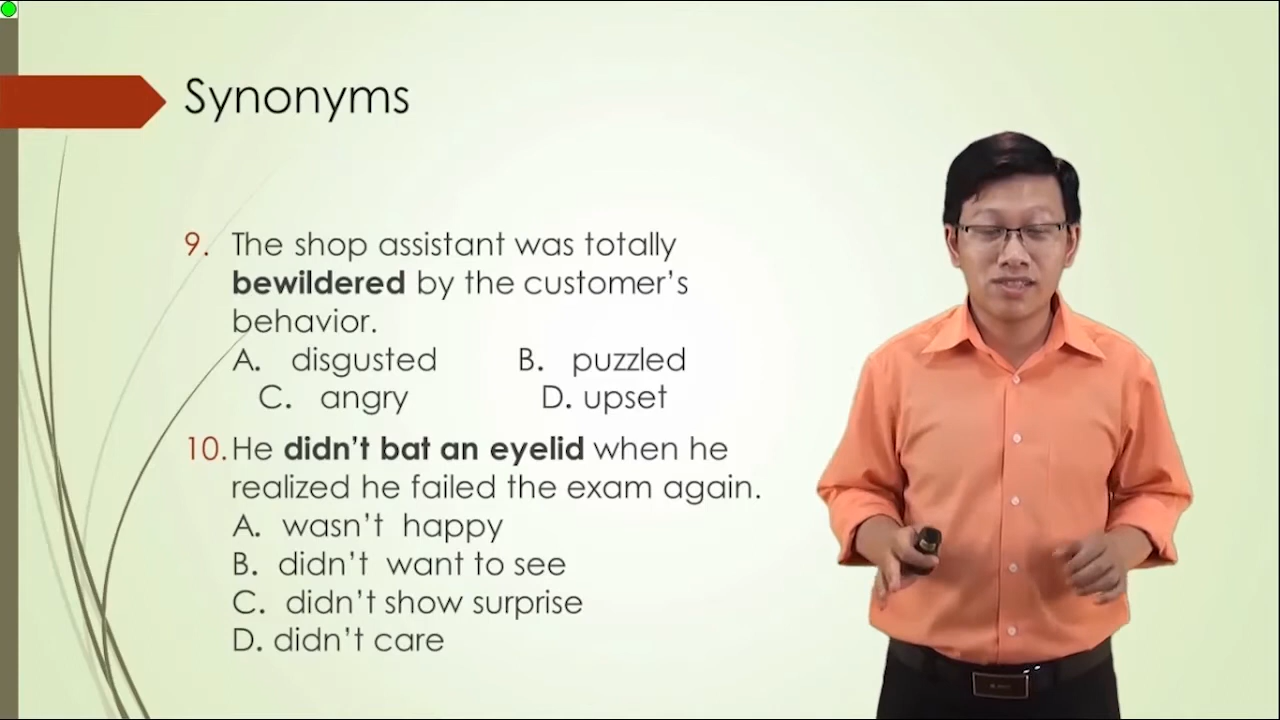 Synonyms
9. The shop assistant was totally
bewildered by the customer’s
behavior.
A. disgusted B. puzzled
C. angry D. upset
10. He didn’t bat an eyelid when he
realized he failed the exam again.
A. wasn’t happy
B. didn’t want to see
C. didn’t show surprise
D. didn’t care